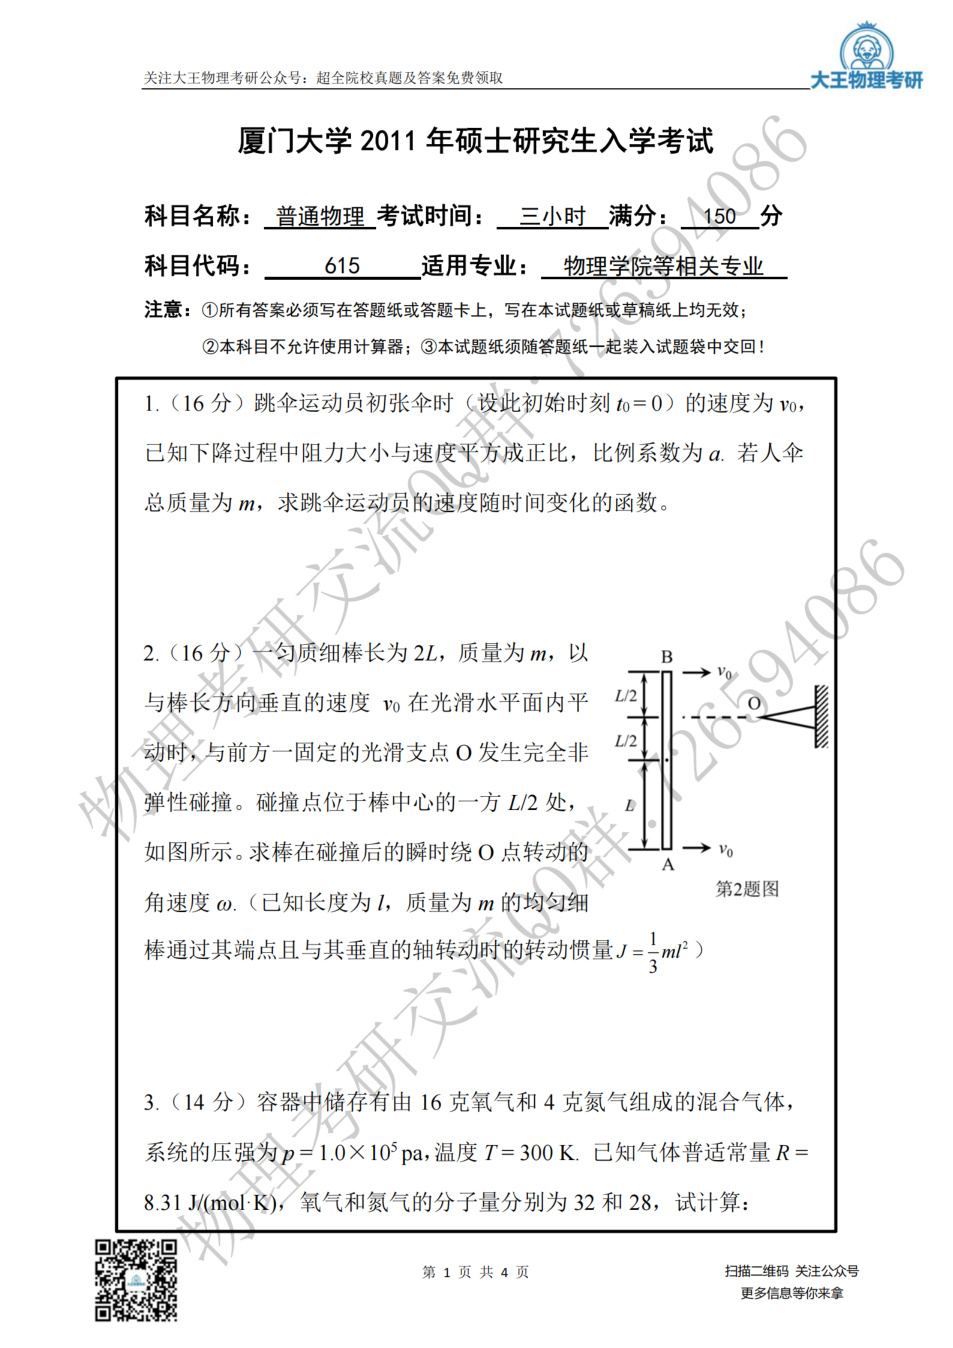 关注大王物理考研公众号：超全院校真题及答案免费领取
大王物理考研
厦门大学 2011 年硕士研究生入学考试
科目名称： 普通物理 考试时间： 三小时 满分： 150 分
科目代码： 615 适用专业： 物理学院等相关专业
注意：①所有答案必须写在答题纸或答题卡上，写在本试题纸或草稿纸上均无效；
②本科目不允许使用计算器；③本试题纸须随答题纸一起装入试题袋中交回！
1.（16 分）跳伞运动员初张伞时（设此初始时刻 t₀ = 0）的速度为 v₀，
已知下降过程中阻力大小与速度平方成正比，比例系数为 a. 若人伞
总质量为 m，求跳伞运动员的速度随时间变化的函数。
2.（16 分）一匀质细棒长为 2L，质量为 m，以
与棒长方向垂直的速度 v₀ 在光滑水平面内平
动时，与前方一固定的光滑支点 O 发生完全非
弹性碰撞。碰撞点位于棒中心的一方 L/2 处，
如图所示。求棒在碰撞后的瞬时绕 O 点转动的
角速度 ω.（已知长度为 l，质量为 m 的均匀细
棒通过其端点且与其垂直的轴转动时的转动惯量 J = 1/3 ml²）
B
v₀
L/2
O
L/2
L
v₀
A
第2题图
3.（14 分）容器中储存有由 16 克氧气和 4 克氮气组成的混合气体，
系统的压强为 p = 1.0×10⁵ pa，温度 T = 300 K. 已知气体普适常量 R =
8.31 J/(mol·K)，氧气和氮气的分子量分别为 32 和 28，试计算：
物理考研交流QQ群：726594086
物理考研交流QQ群：726594086
第 1 页 共 4 页
扫描二维码 关注公众号
更多信息等你来拿